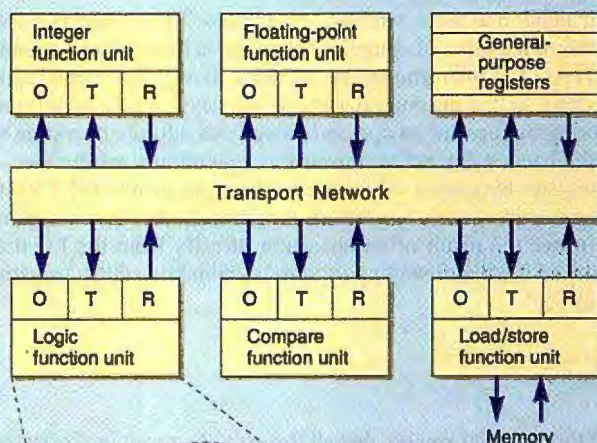 Integer
function unit
O T R
Floating-point
function unit
O T R
General-
purpose
registers
Transport Network
O T R
Logic
function unit
O T R
Compare
function unit
O T R
Load/store
function unit
Memory